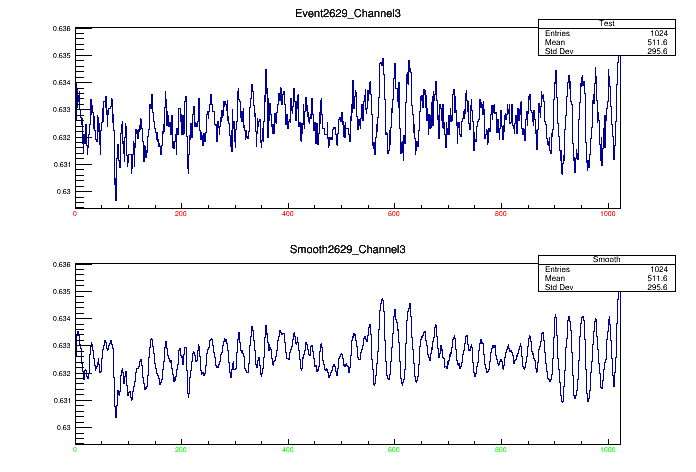 Event2629_Channel3
Test
Entries 1024
Mean 511.6
Std Dev 295.6
0.636
0.635
0.634
0.633
0.632
0.631
0.63
0 200 400 600 800 1000
Smooth2629_Channel3
Smooth
Entries 1024
Mean 511.6
Std Dev 295.6
0.636
0.635
0.634
0.633
0.632
0.631
0.63
0 200 400 600 800 1000